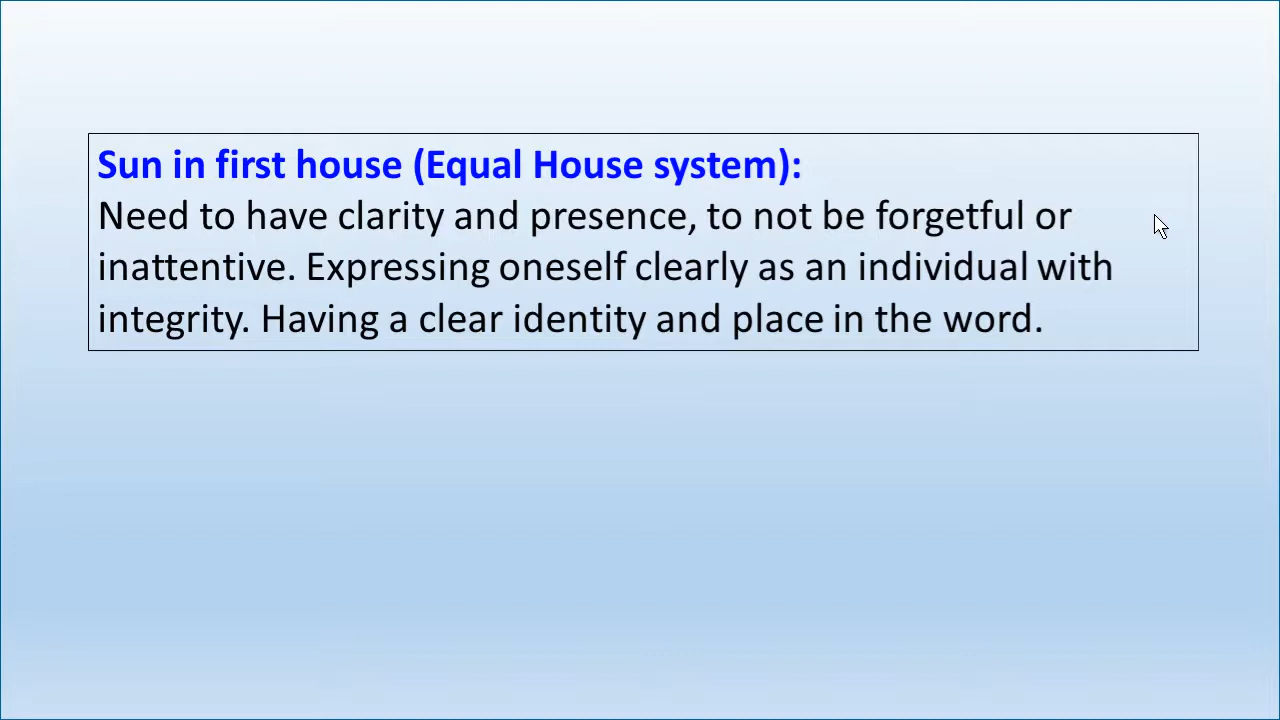 Sun in first house (Equal House system):
Need to have clarity and presence, to not be forgetful or
inattentive. Expressing oneself clearly as an individual with
integrity. Having a clear identity and place in the word.